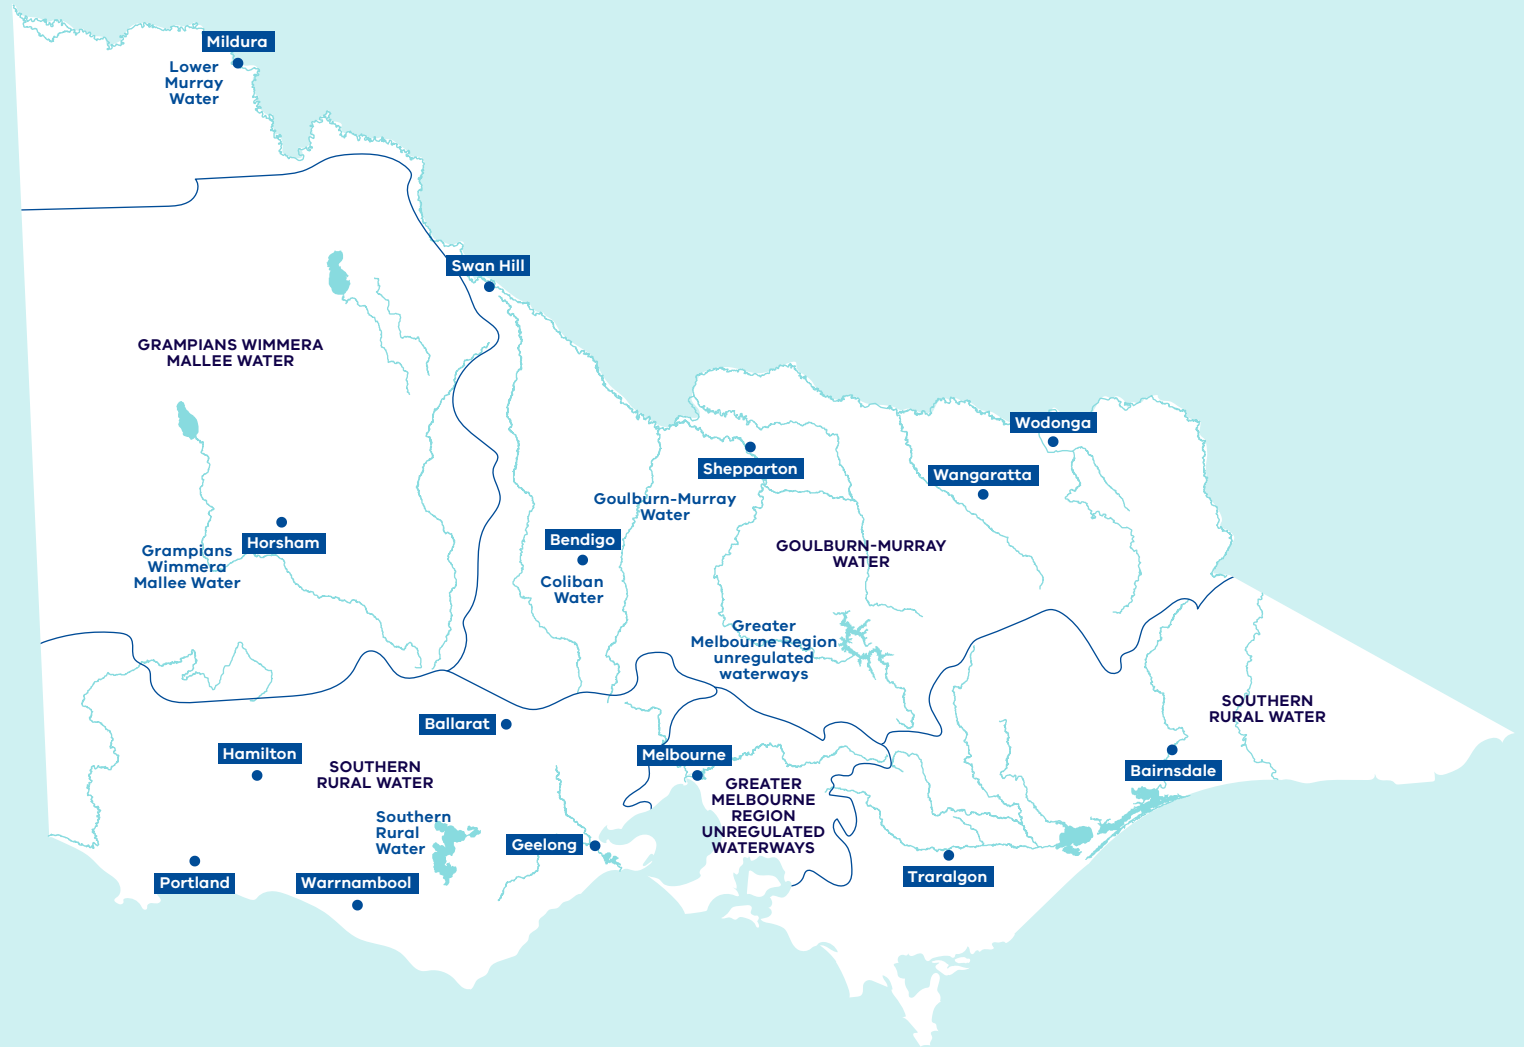 Mildura
Lower
Murray
Water
Swan Hill
GRAMPIANS WIMMERA
MALLEE WATER
Wodonga
Shepparton
Wangaratta
Goulburn-Murray
Water
Horsham
Bendigo
Grampians
Wimmera
Mallee Water
GOULBURN-MURRAY
WATER
Coliban
Water
Greater
Melbourne Region
unregulated
waterways
SOUTHERN
RURAL WATER
Ballarat
Hamilton
SOUTHERN
RURAL WATER
Melbourne
Bairnsdale
GREATER
MELBOURNE
REGION
UNREGULATED
WATERWAYS
Southern
Rural
Water
Geelong
Portland
Warrnambool
Traralgon